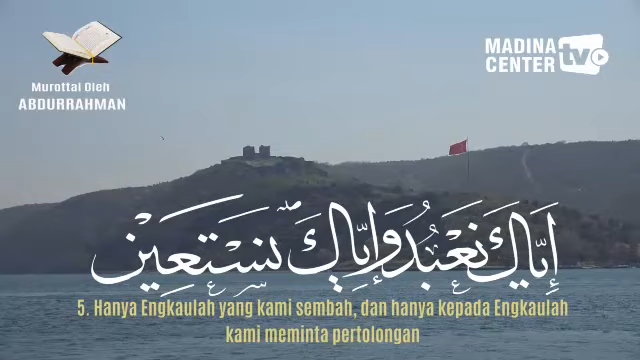 Murottal Oleh
ABDURRAHMAN
MADINA
CENTER tv
إِيَّاكَ نَعْبُدُ وَإِيَّاكَ نَسْتَعِينُ
5. Hanya Engkaulah yang kami sembah, dan hanya kepada Engkaulah
kami meminta pertolongan